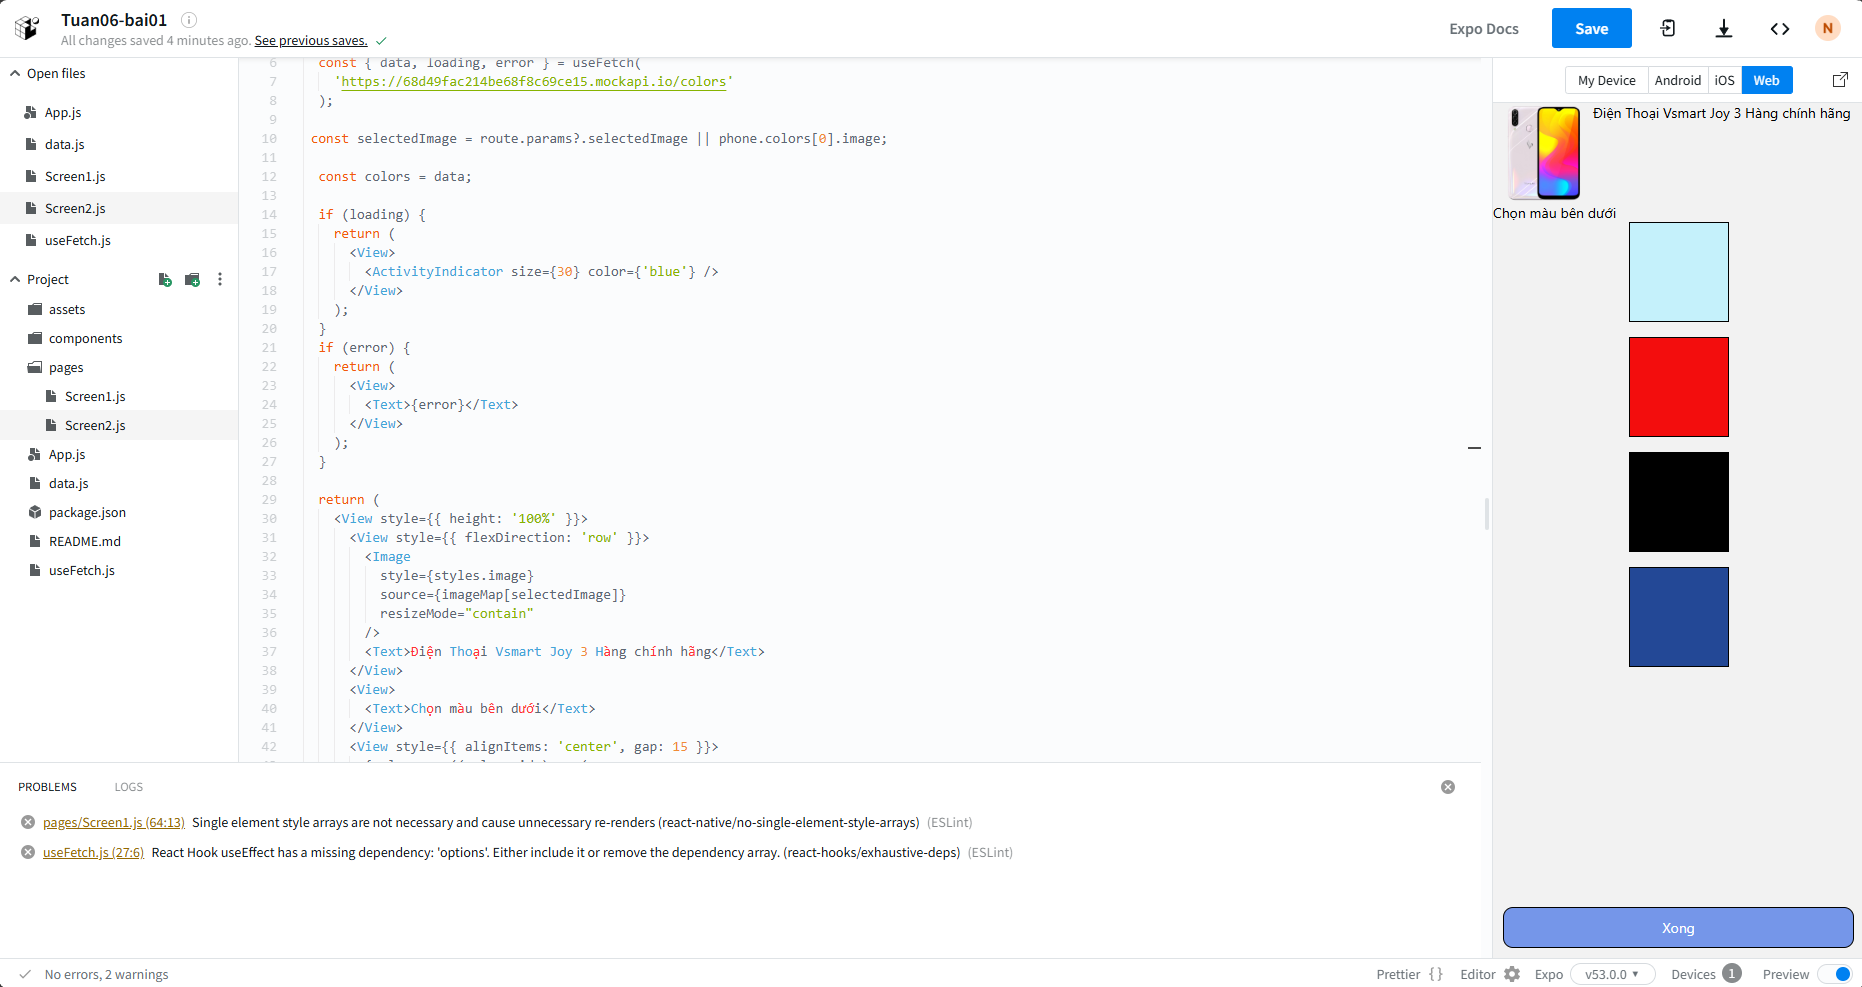 Tuan06-bai01
All changes saved 4 minutes ago. See previous saves.
Expo Docs
Save
N
Open files
App.js
data.js
Screen1.js
Screen2.js
useFetch.js
Project
assets
components
pages
Screen1.js
Screen2.js
App.js
data.js
package.json
README.md
useFetch.js
6 const { data, loading, error } = useFetch(
7 'https://68d49fac214be68f8c69ce15.mockapi.io/colors'
8 );
9
10 const selectedImage = route.params?.selectedImage || phone.colors[0].image;
11
12 const colors = data;
13
14 if (loading) {
15 return (
16 <View>
17 <ActivityIndicator size={30} color={'blue'} />
18 </View>
19 );
20 }
21 if (error) {
22 return (
23 <View>
24 <Text>{error}</Text>
25 </View>
26 );
27 }
28
29 return (
30 <View style={{ height: '100%' }}>
31 <View style={{ flexDirection: 'row' }}>
32 <Image
33 style={styles.image}
34 source={imageMap[selectedImage]}
35 resizeMode="contain"
36 />
37 <Text>Điện Thoại Vsmart Joy 3 Hàng chính hãng</Text>
38 </View>
39 <View>
40 <Text>Chọn màu bên dưới</Text>
41 </View>
42 <View style={{ alignItems: 'center', gap: 15 }}>
My Device Android iOS Web
Điện Thoại Vsmart Joy 3 Hàng chính hãng
Chọn màu bên dưới
Xong
PROBLEMS LOGS
pages/Screen1.js (64:13) Single element style arrays are not necessary and cause unnecessary re-renders (react-native/no-single-element-style-arrays) (ESLint)
useFetch.js (27:6) React Hook useEffect has a missing dependency: 'options'. Either include it or remove the dependency array. (react-hooks/exhaustive-deps) (ESLint)
No errors, 2 warnings
Prettier {} Editor Expo v53.0.0 Devices 1 Preview